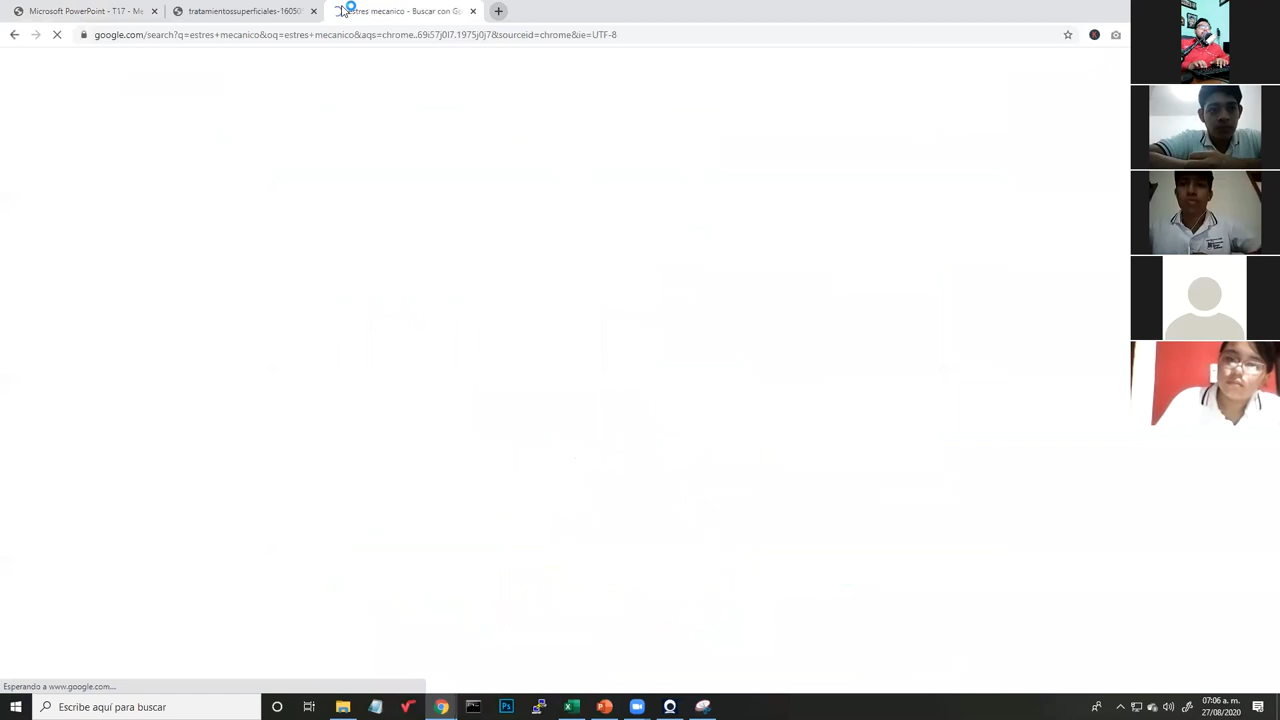 Microsoft PowerPoint - T17 - Me
tratamientossuperficiales-16050
estres mecanico - Buscar con Go
google.com/search?q=estres+mecanico&oq=estres+mecanico&aqs=chrome..69i57j0l7.1975j0j7&sourceid=chrome&ie=UTF-8
Esperando a www.google.com...
Escribe aquí para buscar
07:06 a. m.
27/08/2020